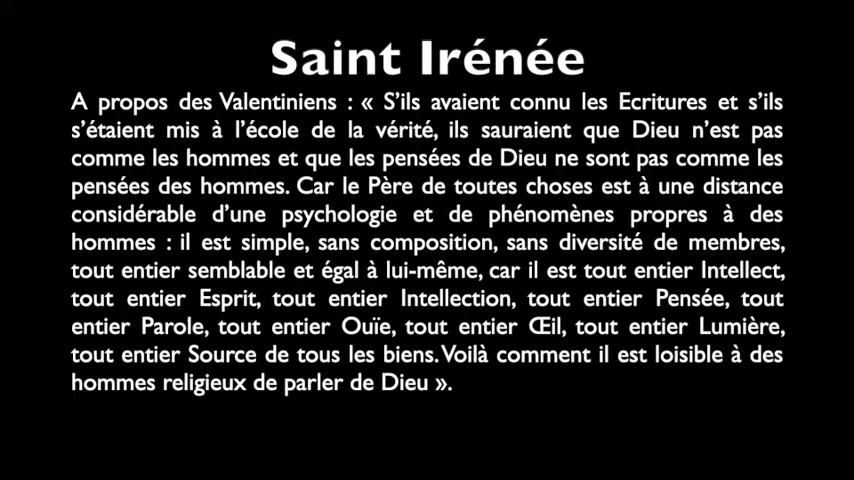 Saint Irénée
A propos des Valentiniens : « S’ils avaient connu les Ecritures et s’ils
s’étaient mis à l’école de la vérité, ils sauraient que Dieu n’est pas
comme les hommes et que les pensées de Dieu ne sont pas comme les
pensées des hommes. Car le Père de toutes choses est à une distance
considérable d’une psychologie et de phénomènes propres à des
hommes : il est simple, sans composition, sans diversité de membres,
tout entier semblable et égal à lui-même, car il est tout entier Intellect,
tout entier Esprit, tout entier Intellection, tout entier Pensée, tout
entier Parole, tout entier Ouïe, tout entier Œil, tout entier Lumière,
tout entier Source de tous les biens. Voilà comment il est loisible à des
hommes religieux de parler de Dieu ».